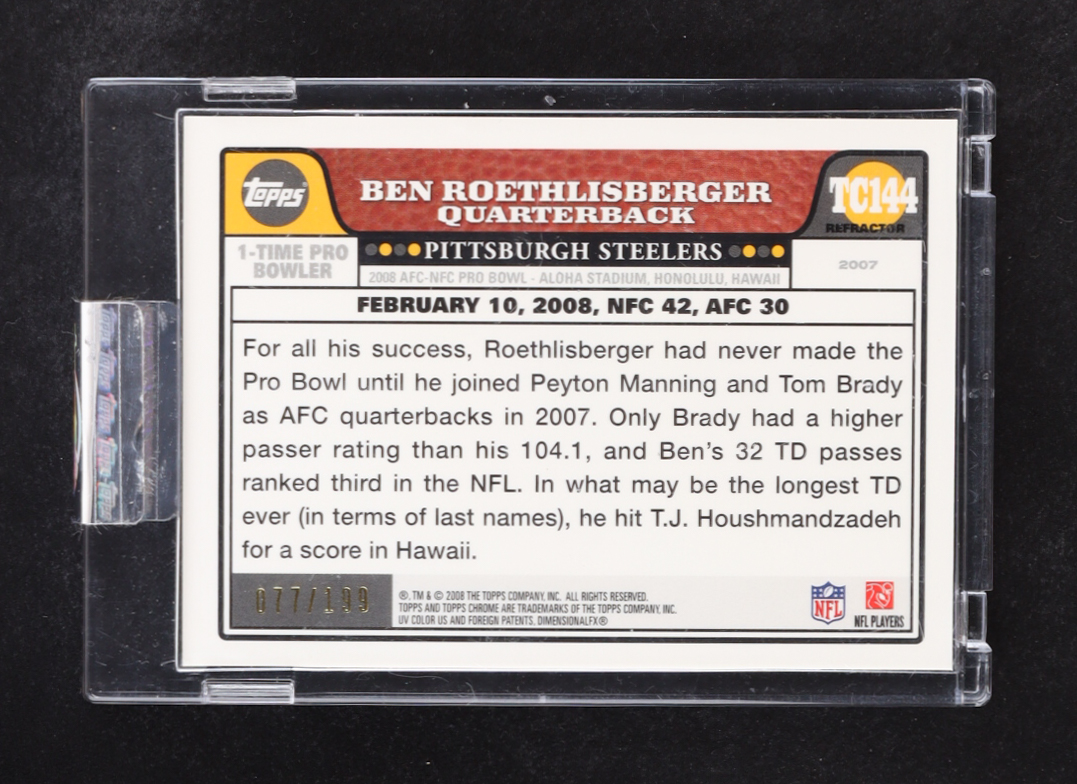 Topps
BEN ROETHLISBERGER
QUARTERBACK
TC144
REFRACTOR
1-TIME PRO
BOWLER
PITTSBURGH STEELERS
2008 AFC-NFC PRO BOWL - ALOHA STADIUM, HONOLULU, HAWAII
2007
FEBRUARY 10, 2008, NFC 42, AFC 30
For all his success, Roethlisberger had never made the
Pro Bowl until he joined Peyton Manning and Tom Brady
as AFC quarterbacks in 2007. Only Brady had a higher
passer rating than his 104.1, and Ben's 32 TD passes
ranked third in the NFL. In what may be the longest TD
ever (in terms of last names), he hit T.J. Houshmandzadeh
for a score in Hawaii.
077/199
®, TM & © 2008 THE TOPPS COMPANY, INC. ALL RIGHTS RESERVED.
TOPPS AND TOPPS CHROME ARE TRADEMARKS OF THE TOPPS COMPANY, INC.
UV COLOR US AND FOREIGN PATENTS. DIMENSIONALFX®
NFL
NFL PLAYERS